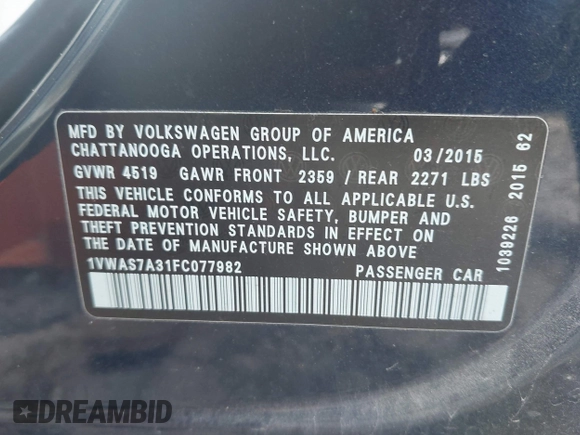 MFD BY VOLKSWAGEN GROUP OF AMERICA
CHATTANOOGA OPERATIONS, LLC. 03/2015
GVWR 4519 GAWR FRONT 2359 / REAR 2271 LBS
THIS VEHICLE CONFORMS TO ALL APPLICABLE
FEDERAL MOTOR VEHICLE SAFETY, BUMPER AND
THEFT PREVENTION STANDARDS IN EFFECT ON
DATE OF MANUFACTURE SHOWN ABOVE
1VWAS7A31FC077982 PASSENGER CAR
1039226 2015 62
DREAMBID